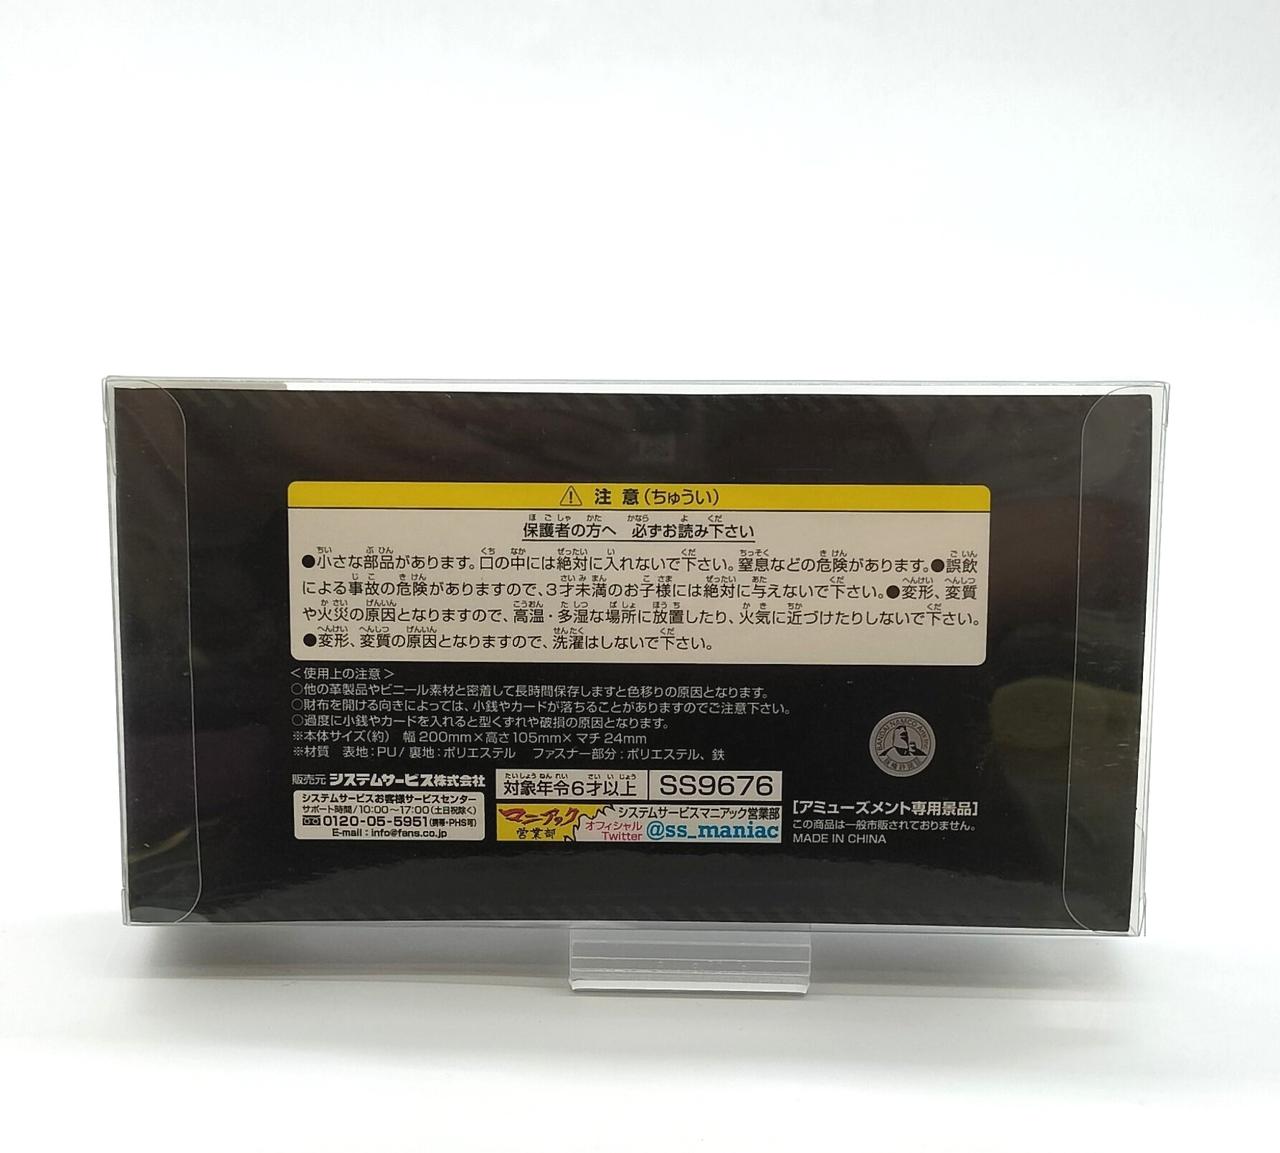 ⚠ 注 意(ちゅうい)
保護者の方へ 必ずお読み下さい
●小さな部品があります。口の中には絶対に入れないで下さい。窒息などの危険があります。●誤飲
による事故の危険がありますので、3才未満のお子様には絶対に与えないで下さい。●変形、変質
や火災の原因となりますので、高温・多湿な場所に放置したり、火気に近づけたりしないで下さい。
●変形、変質の原因となりますので、洗濯はしないで下さい。
<使用上の注意>
○他の革製品やビニール素材と密着して長時間保存しますと色移りの原因となります。
○財布を開ける向きによっては、小銭やカードが落ちることがありますのでご注意下さい。
○過度に小銭やカードを入れると型くずれや破損の原因となります。
※本体サイズ(約) 幅200mm×高さ105mm×マチ24mm
※材質 表地:PU/裏地:ポリエステル ファスナー部分:ポリエステル、鉄
販売元 システムサービス株式会社
システムサービスお客様サービスセンター
サポート時間/10:00～17:00(土日祝除く)
0120-05-5951(携帯・PHS可)
E-mail:info@fans.co.jp
対象年令6才以上 SS9676
マニアック営業部
システムサービスマニアック営業部
オフィシャルTwitter @ss_maniac
[アミューズメント専用景品]
この商品は一般市販されておりません。
MADE IN CHINA